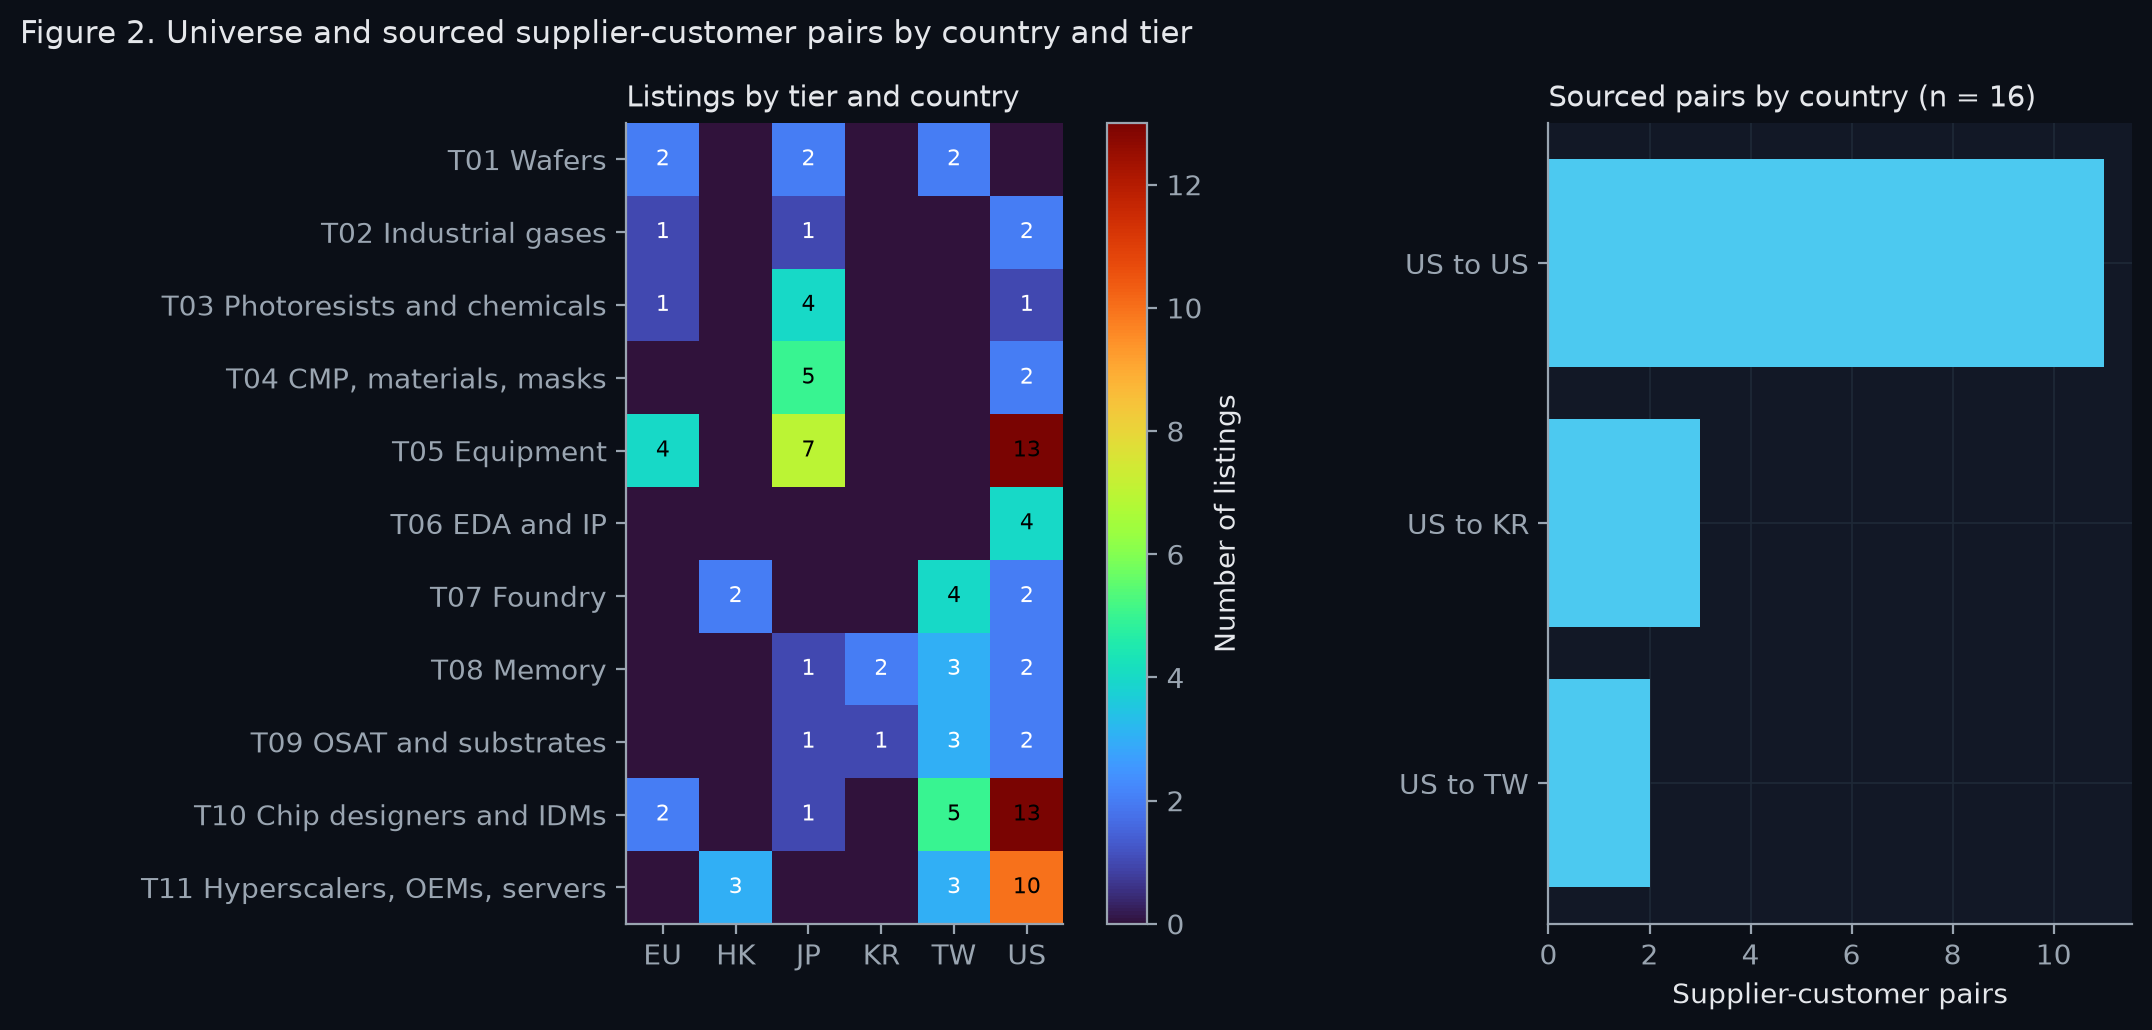 Figure 2. Universe and sourced supplier-customer pairs by country and tier
Listings by tier and country
T01 Wafers 2 2 2
T02 Industrial gases 1 1 2
T03 Photoresists and chemicals 1 4 1
T04 CMP, materials, masks 5 2
T05 Equipment 4 7 13
T06 EDA and IP 4
T07 Foundry 2 4 2
T08 Memory 1 2 3 2
T09 OSAT and substrates 1 1 3 2
T10 Chip designers and IDMs 2 1 5 13
T11 Hyperscalers, OEMs, servers 3 3 10
EU HK JP KR TW US
12
10
8
6
4
2
0
Number of listings
Sourced pairs by country (n = 16)
US to US
US to KR
US to TW
0 2 4 6 8 10
Supplier-customer pairs